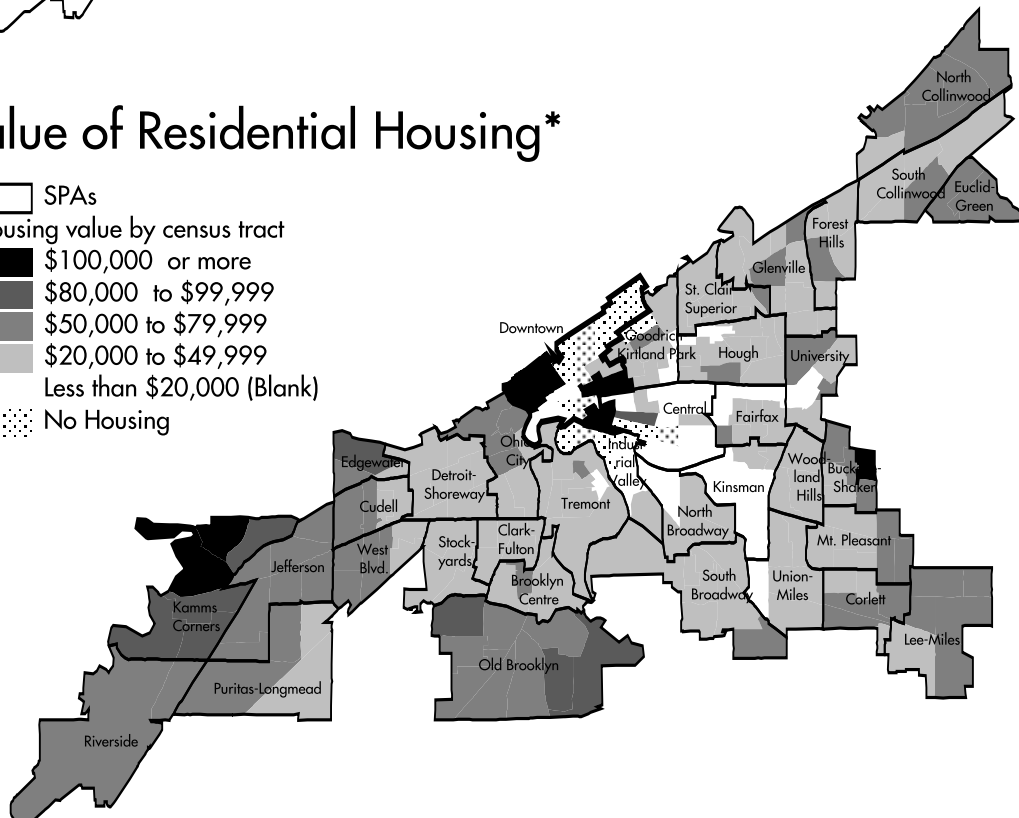 alue of Residential Housing*
SPAs
ousing value by census tract
$100,000 or more
$80,000 to $99,999
$50,000 to $79,999
$20,000 to $49,999
Less than $20,000 (Blank)
No Housing
North
Collinwood
South
Collinwood
Euclid-
Green
Forest
Hills
Glenville
St. Clair
Superior
Downtown
Goodrich
Kirtland Park
Hough
University
Central
Fairfax
Ohio
City
Indust
rial
Valley
Edgewater
Detroit-
Shoreway
Wood-
land
Hills
Buck
Shaker
Kinsman
Cudell
Tremont
North
Broadway
Clark-
Fulton
Stock-
yards
West
Blvd.
Jefferson
Mt. Pleasant
Brooklyn
Centre
South
Broadway
Union-
Miles
Corlett
Kamms
Corners
Lee-Miles
Old Brooklyn
Puritas-Longmead
Riverside